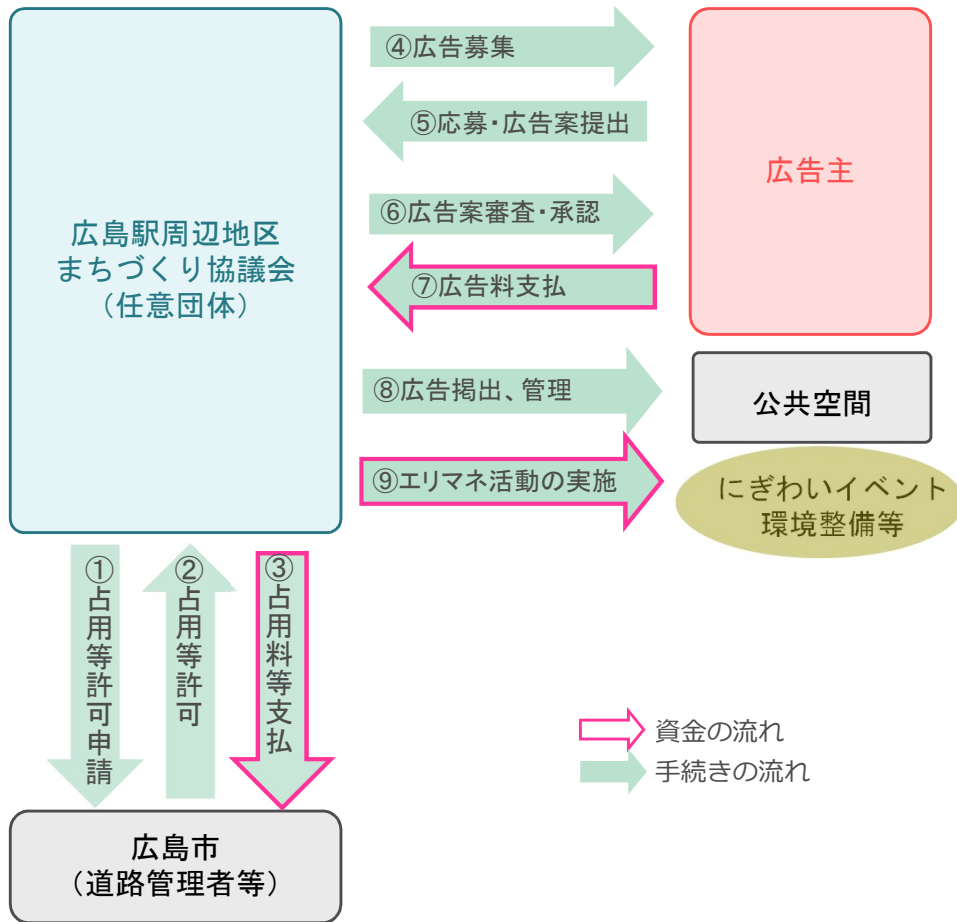 広島駅周辺地区
まちづくり協議会
（任意団体）
④広告募集
⑤応募・広告案提出
⑥広告案審査・承認
⑦広告料支払
⑧広告掲出、管理
⑨エリマネ活動の実施
広告主
公共空間
にぎわいイベント
環境整備等
①占用等許可申請
②占用等許可
③占用料等支払
資金の流れ
手続きの流れ
広島市
（道路管理者等）